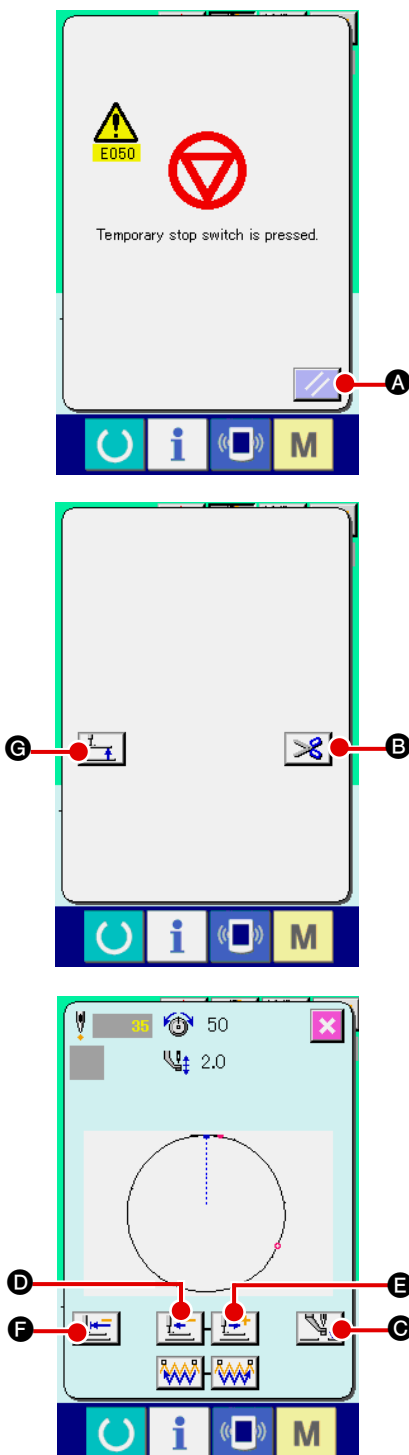 E050
Temporary stop switch is pressed.
A
i M
G B
i M
35 50
2.0
D E
F C
i M